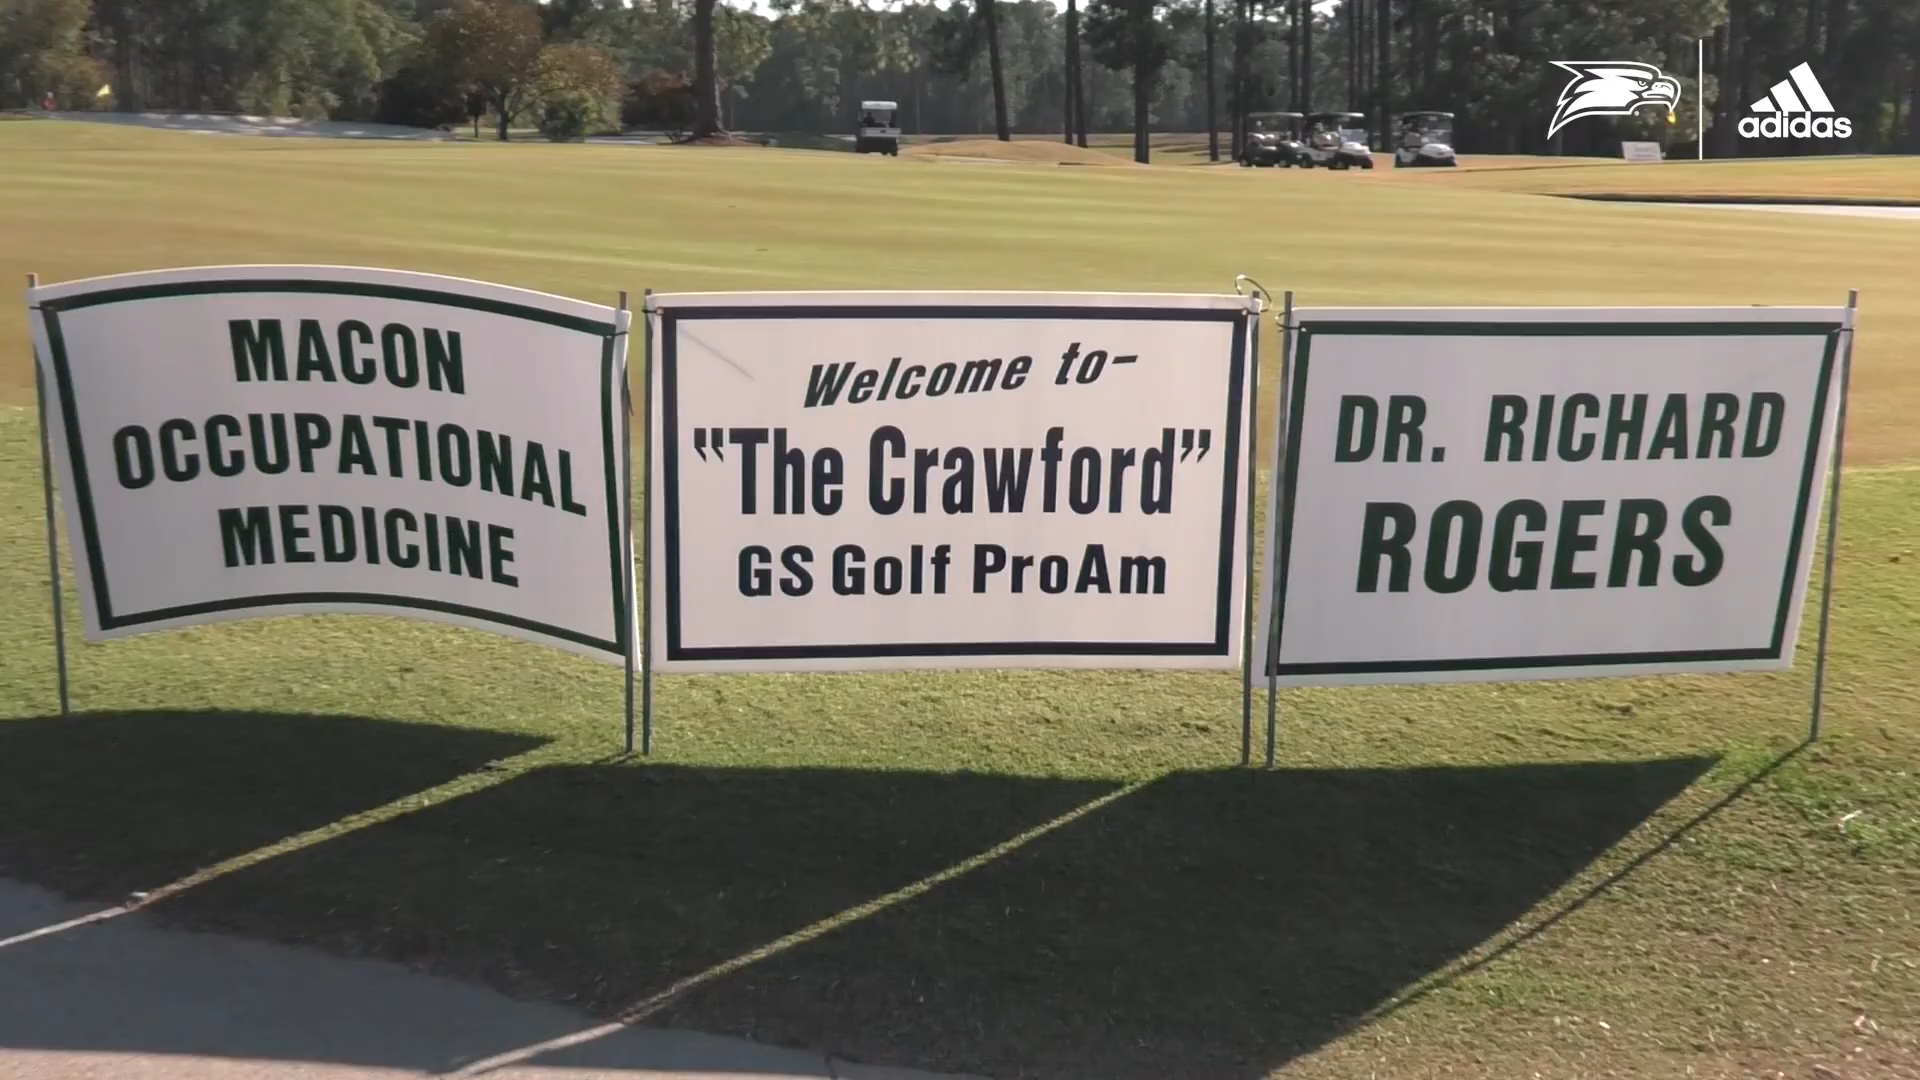 adidas
MACON
OCCUPATIONAL
MEDICINE
Welcome to-
"The Crawford"
GS Golf ProAm
DR. RICHARD
ROGERS